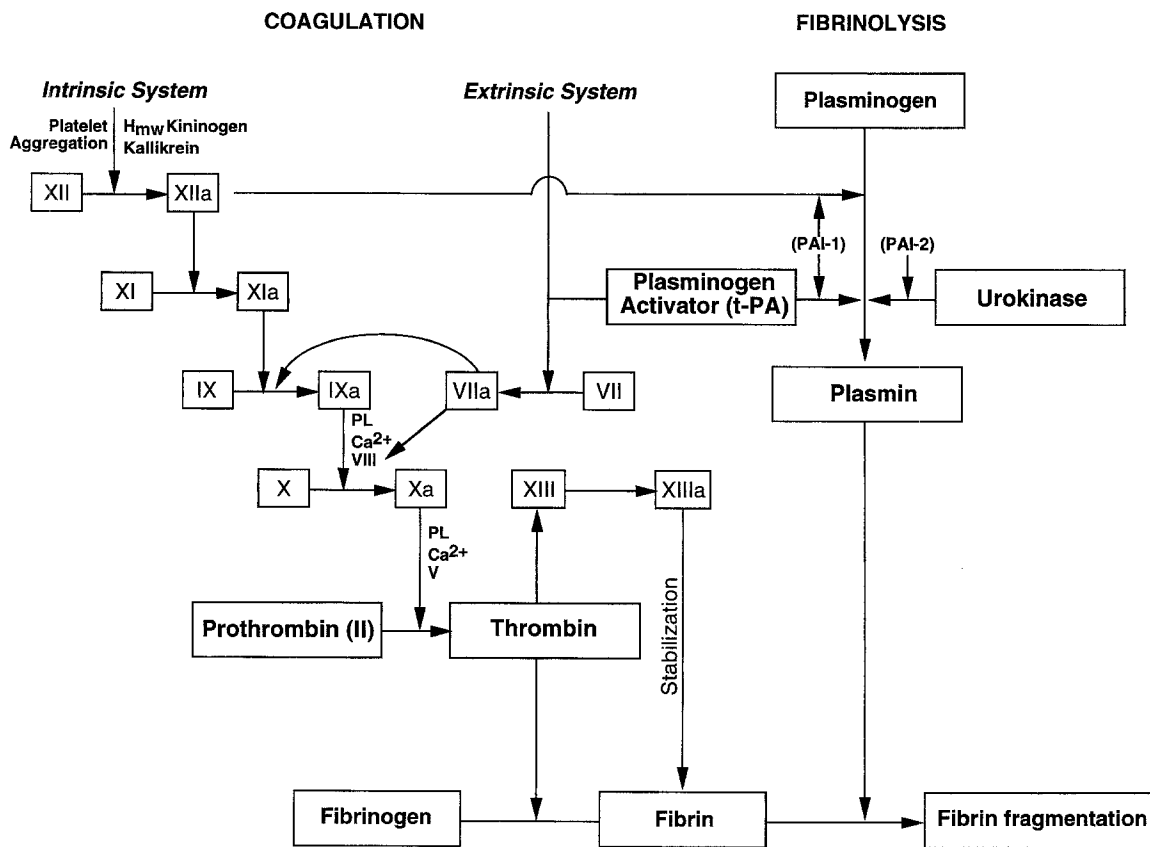 COAGULATION
FIBRINOLYSIS
Intrinsic System
Extrinsic System
Plasminogen
Platelet
Aggregation
HmwKininogen
Kallikrein
XII
XIIa
(PAI-1)
(PAI-2)
XI
XIa
Plasminogen
Activator (t-PA)
Urokinase
IX
IXa
VIIa
VII
Plasmin
PL
Ca2+
VIII
X
Xa
XIII
XIIIa
PL
Ca2+
V
Prothrombin (II)
Thrombin
Stabilization
Fibrinogen
Fibrin
Fibrin fragmentation